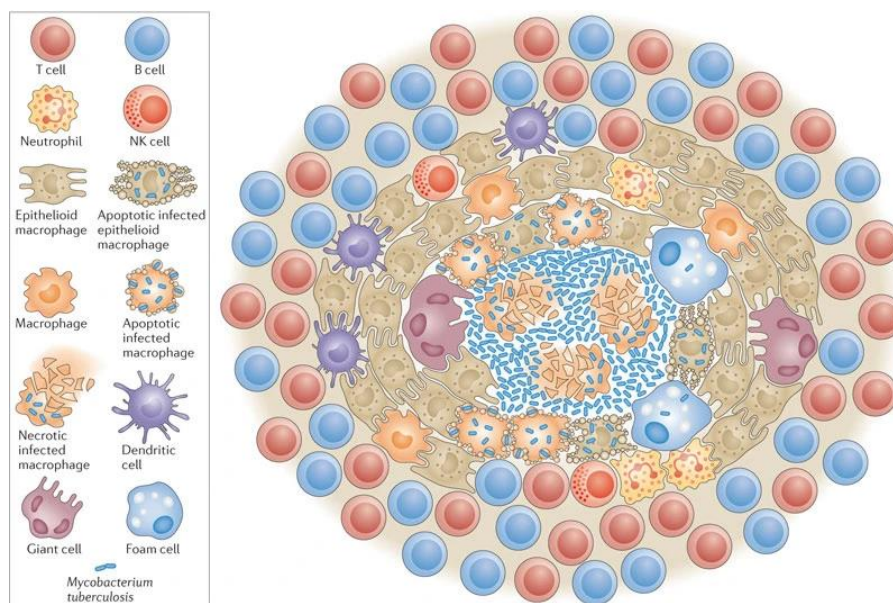 T cell
B cell
Neutrophil
NK cell
Epithelioid
macrophage
Apoptotic infected
epithelioid
macrophage
Macrophage
Apoptotic
infected
macrophage
Necrotic
infected
macrophage
Dendritic
cell
Giant cell
Foam cell
Mycobacterium
tuberculosis